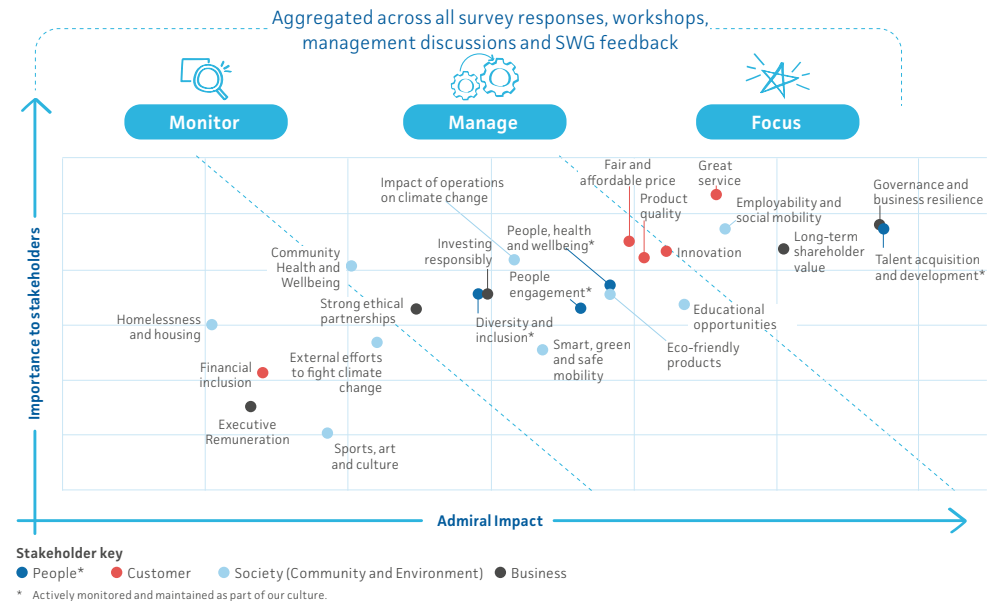 Aggregated across all survey responses, workshops,
management discussions and SWG feedback
Monitor
Manage
Focus
Importance to stakeholders
Impact of operations
on climate change
Fair and
affordable price
Great
service
Product
quality
Employability and
social mobility
Governance and
business resilience
Community
Health and
Wellbeing
Investing
responsibly
People, health
and wellbeing*
Innovation
Long-term
shareholder
value
Talent acquisition
and development*
People
engagement*
Strong ethical
partnerships
Homelessness
and housing
Diversity and
inclusion*
Educational
opportunities
External efforts
to fight climate
change
Smart, green
and safe
mobility
Eco-friendly
products
Financial
inclusion
Executive
Remuneration
Sports, art
and culture
Admiral Impact
Stakeholder key
People*
Customer
Society (Community and Environment)
Business
* Actively monitored and maintained as part of our culture.